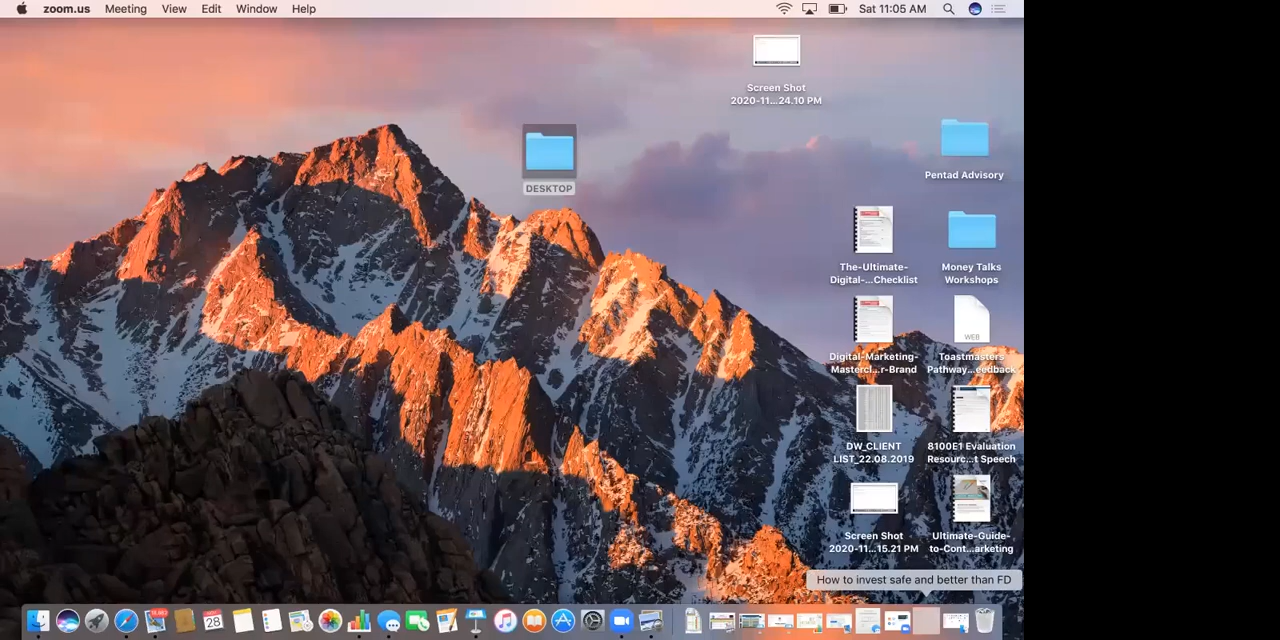 zoom.us Meeting View Edit Window Help Sat 11:05 AM
Screen Shot
2020-11...24.10 PM
DESKTOP
Pentad Advisory
The-Ultimate-
Digital-...Checklist
Money Talks
Workshops
WEB
Digital-Marketing-
Mastercl...r-Brand
Toastmasters
Pathway...eedback
DW_CLIENT
LIST_22.08.2019
8100E1 Evaluation
Resourc...t Speech
Screen Shot
2020-11...15.21 PM
Ultimate-Guide-
to-Cont...arketing
How to invest safe and better than FD
28